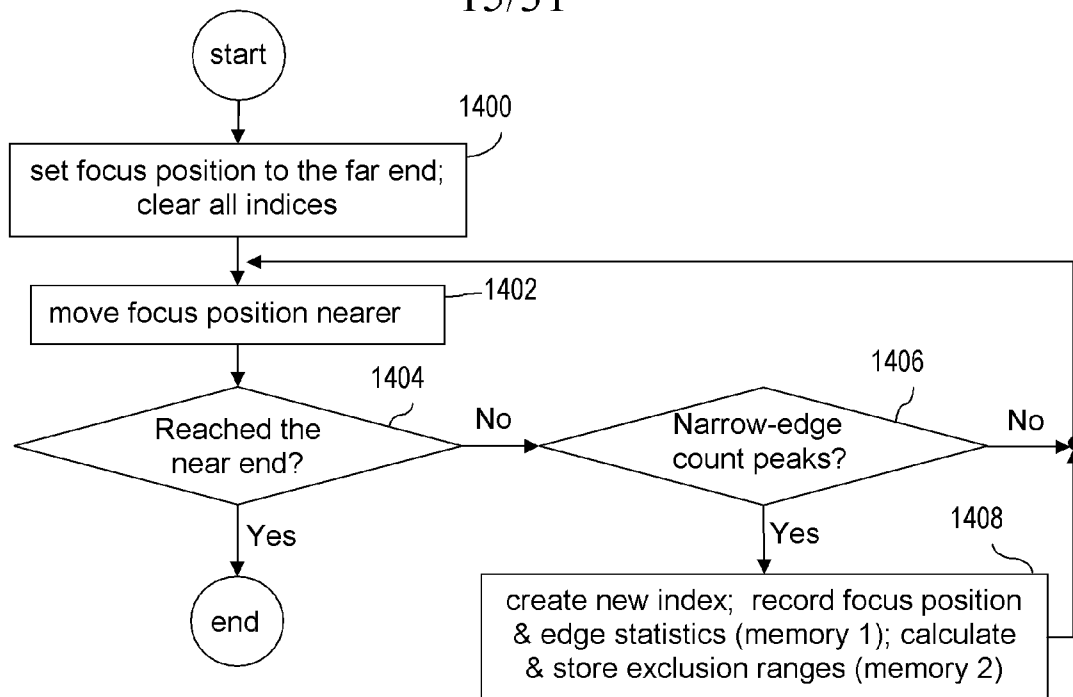 15/31
start
1400
set focus position to the far end;
clear all indices
move focus position nearer
1402
1404
Reached the
near end?
No
1406
Narrow-edge
count peaks?
No
Yes
Yes
1408
end
create new index; record focus position
& edge statistics (memory 1); calculate
& store exclusion ranges (memory 2)